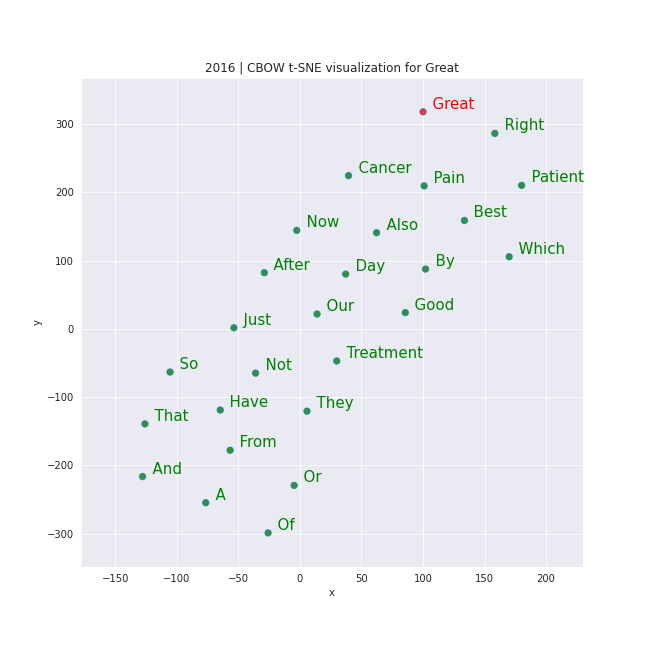 2016 | CBOW t-SNE visualization for Great
Great
Right
Cancer
Pain
Patient
Best
Now
Also
Which
After
Day
By
Our
Good
Just
Treatment
So
Not
Have
They
That
From
And
Or
A
Of
300
200
100
0
−100
−200
−300
y
−150
−100
−50
0
50
100
150
200
x